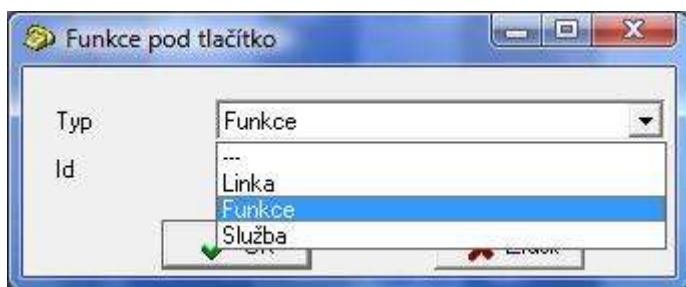 Funkce pod tlačítko
Typ
Funkce
Id
---
Linka
Funkce
Služba